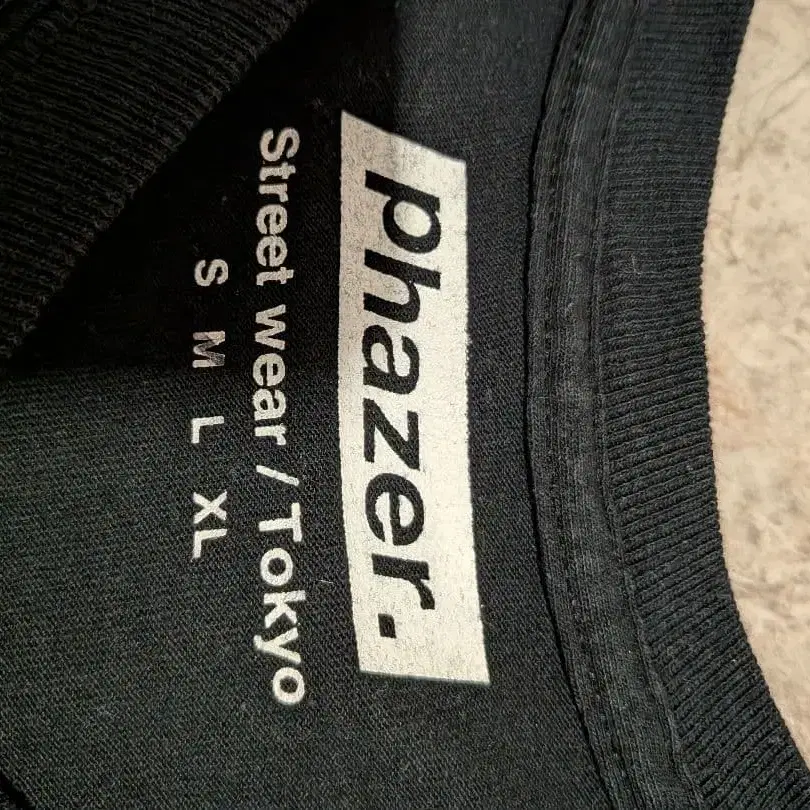 phazer.
Street wear / Tokyo
S M L XL